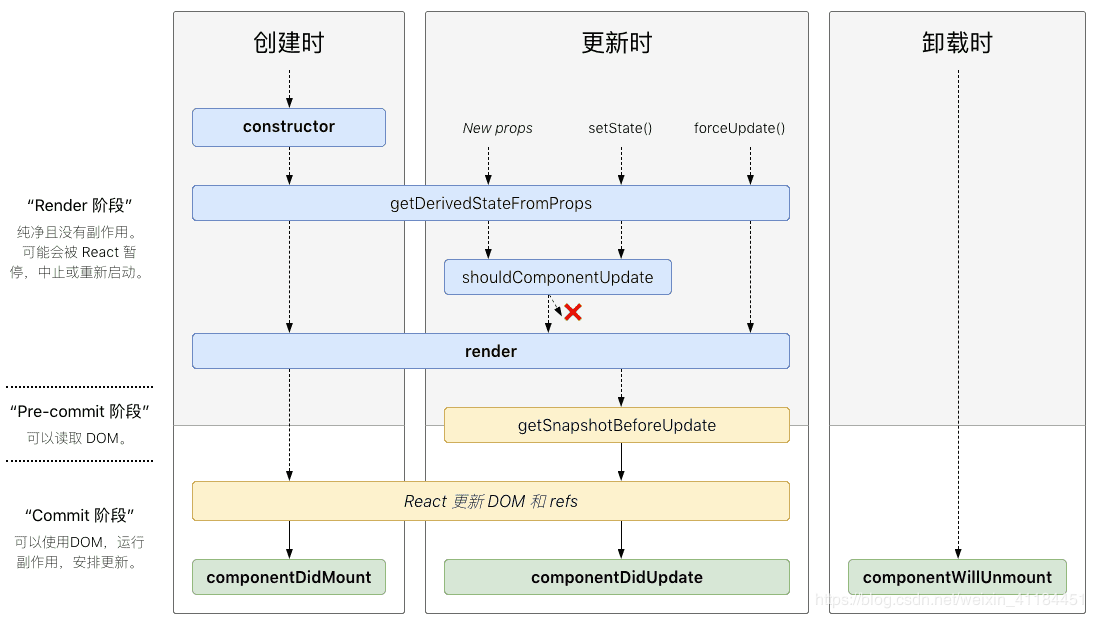 创建时
更新时
卸载时
constructor
New props
setState()
forceUpdate()
“Render 阶段”
纯净且没有副作用。
可能会被 React 暂
停，中止或重新启动。
getDerivedStateFromProps
shouldComponentUpdate
render
“Pre-commit 阶段”
可以读取 DOM。
getSnapshotBeforeUpdate
React 更新 DOM 和 refs
“Commit 阶段”
可以使用DOM，运行
副作用，安排更新。
componentDidMount
componentDidUpdate
componentWillUnmount
https://blog.csdn.net/weixin_41184451